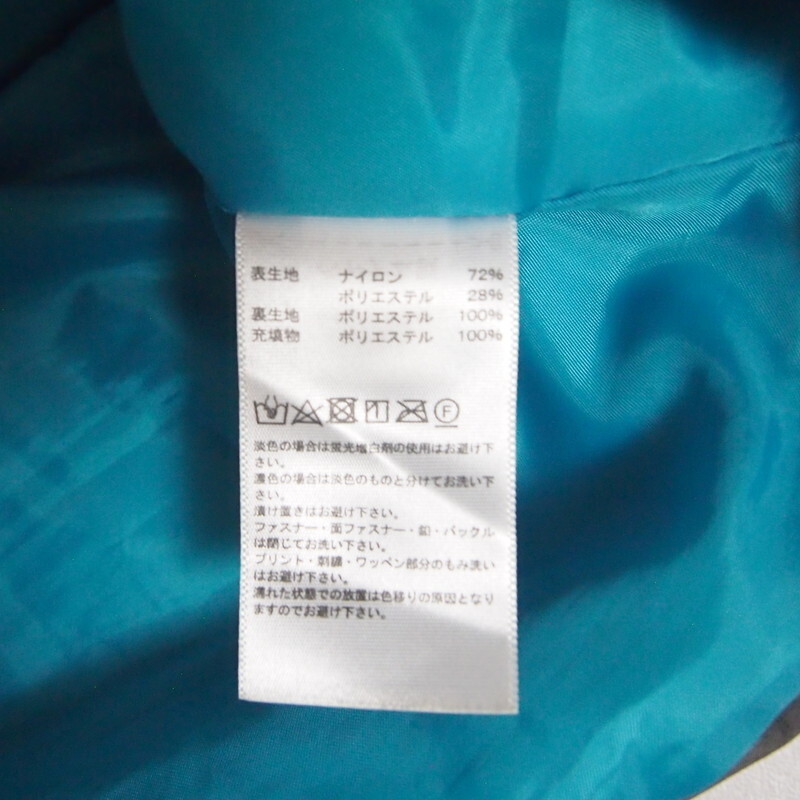 表生地 ナイロン 72%
ポリエステル 28%
裏生地 ポリエステル 100%
充填物 ポリエステル 100%
F
淡色の場合は蛍光増白剤の使用はお避け下
さい。
濃色の場合は淡色のものと分けてお洗い下
さい。
漬け置きはお避け下さい。
ファスナー・面ファスナー・釦・バックル
は閉じてお洗い下さい。
プリント・刺繍・ワッペン部分のもみ洗い
はお避け下さい。
濡れた状態での放置は色移りの原因となり
ますのでお避け下さい。